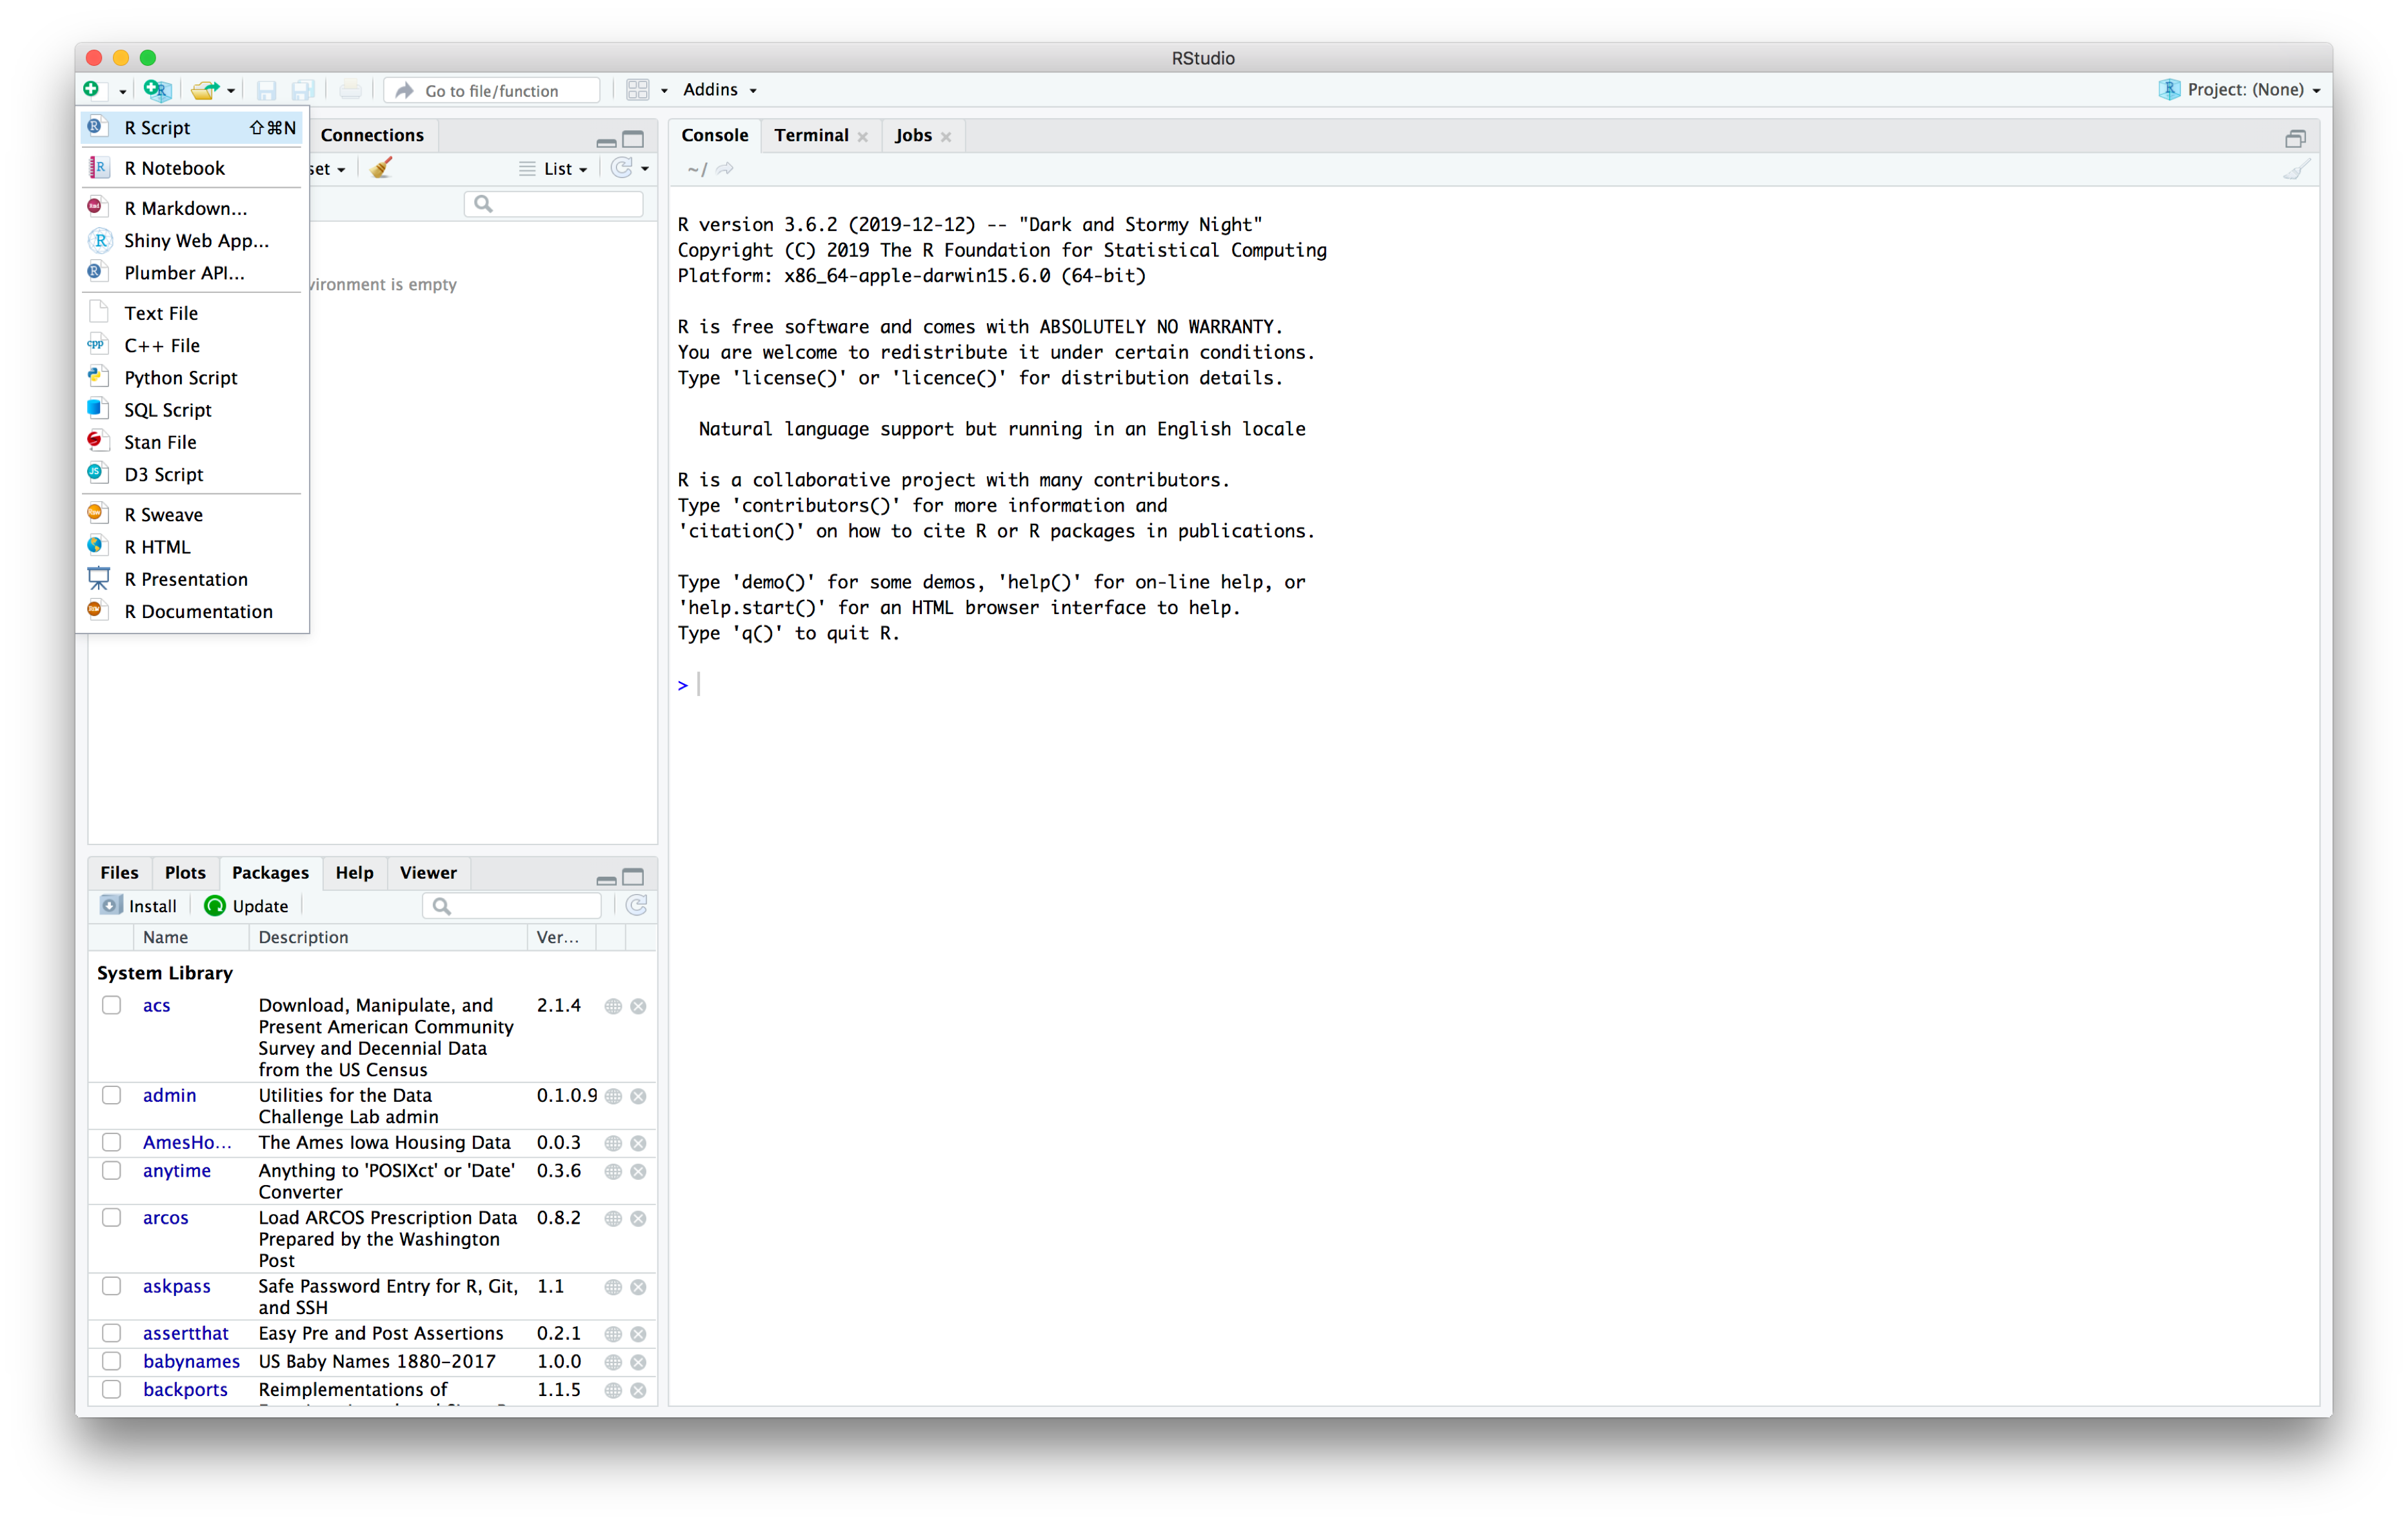 RStudio
Go to file/function
Addins
Project: (None)
R Script ⇧⌘N
R Notebook
R Markdown...
Shiny Web App...
Plumber API...
Text File
C++ File
Python Script
SQL Script
Stan File
D3 Script
R Sweave
R HTML
R Presentation
R Documentation
Connections
set
List
vironment is empty
Console Terminal Jobs
~/
R version 3.6.2 (2019-12-12) -- "Dark and Stormy Night"
Copyright (C) 2019 The R Foundation for Statistical Computing
Platform: x86_64-apple-darwin15.6.0 (64-bit)
R is free software and comes with ABSOLUTELY NO WARRANTY.
You are welcome to redistribute it under certain conditions.
Type 'license()' or 'licence()' for distribution details.
Natural language support but running in an English locale
R is a collaborative project with many contributors.
Type 'contributors()' for more information and
'citation()' on how to cite R or R packages in publications.
Type 'demo()' for some demos, 'help()' for on-line help, or
'help.start()' for an HTML browser interface to help.
Type 'q()' to quit R.
>
Files Plots Packages Help Viewer
Install Update
Name Description Ver...
System Library
acs Download, Manipulate, and 2.1.4
Present American Community
Survey and Decennial Data
from the US Census
admin Utilities for the Data 0.1.0.9
Challenge Lab admin
AmesHo... The Ames Iowa Housing Data 0.0.3
anytime Anything to 'POSIXct' or 'Date' 0.3.6
Converter
arcos Load ARCOS Prescription Data 0.8.2
Prepared by the Washington
Post
askpass Safe Password Entry for R, Git, 1.1
and SSH
assertthat Easy Pre and Post Assertions 0.2.1
babynames US Baby Names 1880-2017 1.0.0
backports Reimplementations of 1.1.5